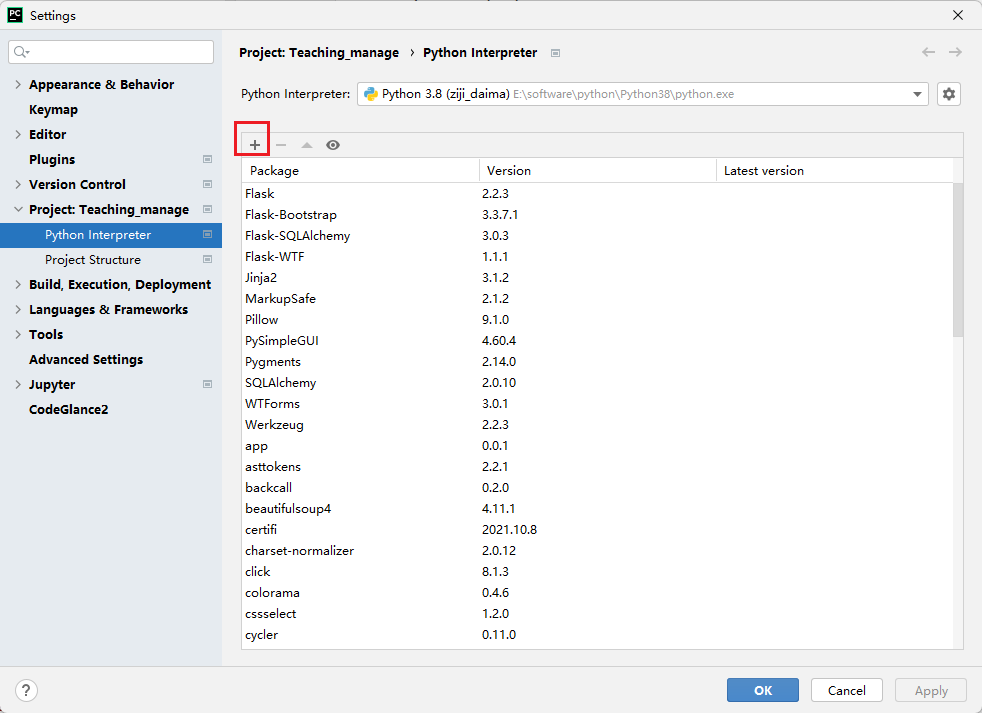 PC Settings
Project: Teaching_manage › Python Interpreter
Appearance & Behavior
Keymap
Editor
Plugins
Version Control
Project: Teaching_manage
Python Interpreter
Project Structure
Build, Execution, Deployment
Languages & Frameworks
Tools
Advanced Settings
Jupyter
CodeGlance2
Python Interpreter: Python 3.8 (ziji_daima) E:\software\python\Python38\python.exe
Package Version Latest version
Flask 2.2.3
Flask-Bootstrap 3.3.7.1
Flask-SQLAlchemy 3.0.3
Flask-WTF 1.1.1
Jinja2 3.1.2
MarkupSafe 2.1.2
Pillow 9.1.0
PySimpleGUI 4.60.4
Pygments 2.14.0
SQLAlchemy 2.0.10
WTForms 3.0.1
Werkzeug 2.2.3
app 0.0.1
asttokens 2.2.1
backcall 0.2.0
beautifulsoup4 4.11.1
certifi 2021.10.8
charset-normalizer 2.0.12
click 8.1.3
colorama 0.4.6
cssselect 1.2.0
cycler 0.11.0
? OK Cancel Apply